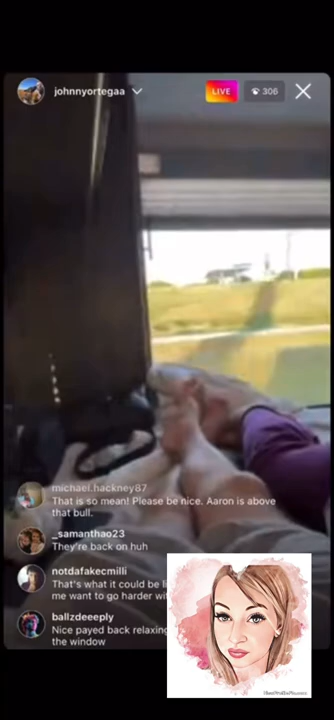 johnnyortegaa
LIVE
306
michael.hackney87
That is so mean! Please be nice. Aaron is above
that bull.
_samanthao23
They're back on huh
notdafakemilli
That's what it could be
me want to go harder
ballzdeeeply
Nice payed back relaxing
the window